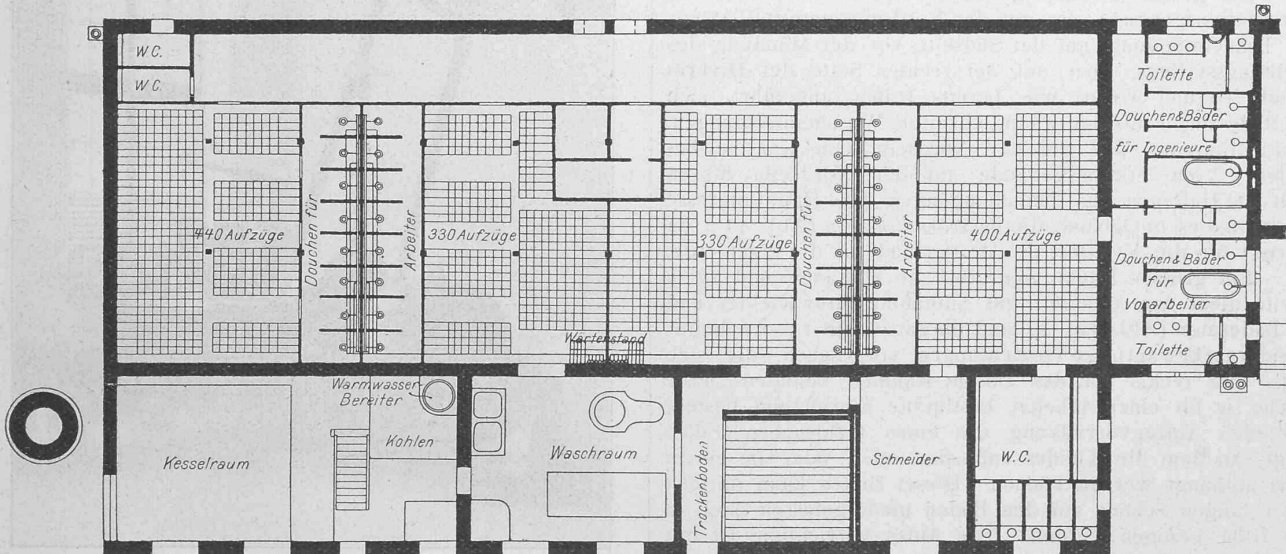 W.C.
W.C.
Toilette
Douchen&Bäder
für Ingenieure
440 Aufzüge
Douchen für
Arbeiter
330 Aufzüge
330 Aufzüge
Douchen für
Arbeiter
400 Aufzüge
Douchen & Bäder
für
Vorarbeiter
Toilette
Wärterstand
Warmwasser
Bereiter
Kohlen
Kesselraum
Waschraum
Trockenboden
Schneider
W.C.